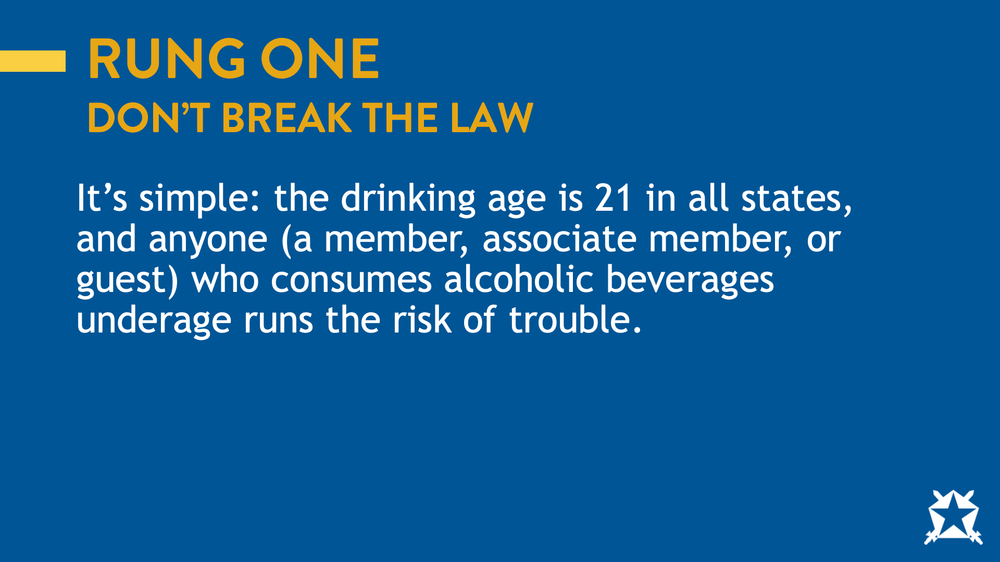 RUNG ONE
DON’T BREAK THE LAW
It’s simple: the drinking age is 21 in all states,
and anyone (a member, associate member, or
guest) who consumes alcoholic beverages
underage runs the risk of trouble.